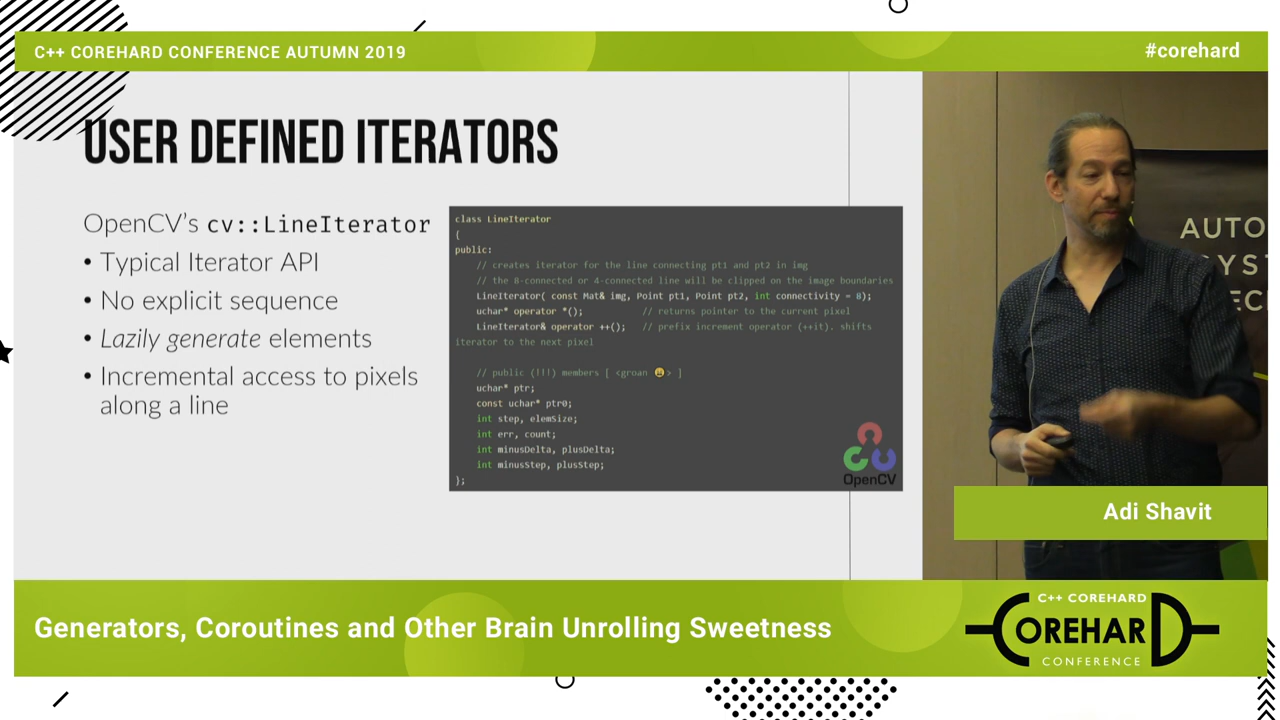 C++ COREHARD CONFERENCE AUTUMN 2019
#corehard
USER DEFINED ITERATORS
OpenCV's cv::LineIterator
• Typical Iterator API
• No explicit sequence
• Lazily generate elements
• Incremental access to pixels
along a line
class LineIterator
{
public:
// creates iterator for the line connecting pt1 and pt2 in img
// the 8-connected or 4-connected line will be clipped on the image boundaries
LineIterator( const Mat& img, Point pt1, Point pt2, int connectivity = 8);
uchar* operator *(); // returns pointer to the current pixel
LineIterator& operator ++(); // prefix increment operator (++it). shifts
iterator to the next pixel
// public (!!!) members [ <groan 😩> ]
uchar* ptr;
const uchar* ptr0;
int step, elemSize;
int err, count;
int minusDelta, plusDelta;
int minusStep, plusStep;
};
OpenCV
AUTO
Adi Shavit
Generators, Coroutines and Other Brain Unrolling Sweetness
C++ COREHARD
COREHARD
CONFERENCE